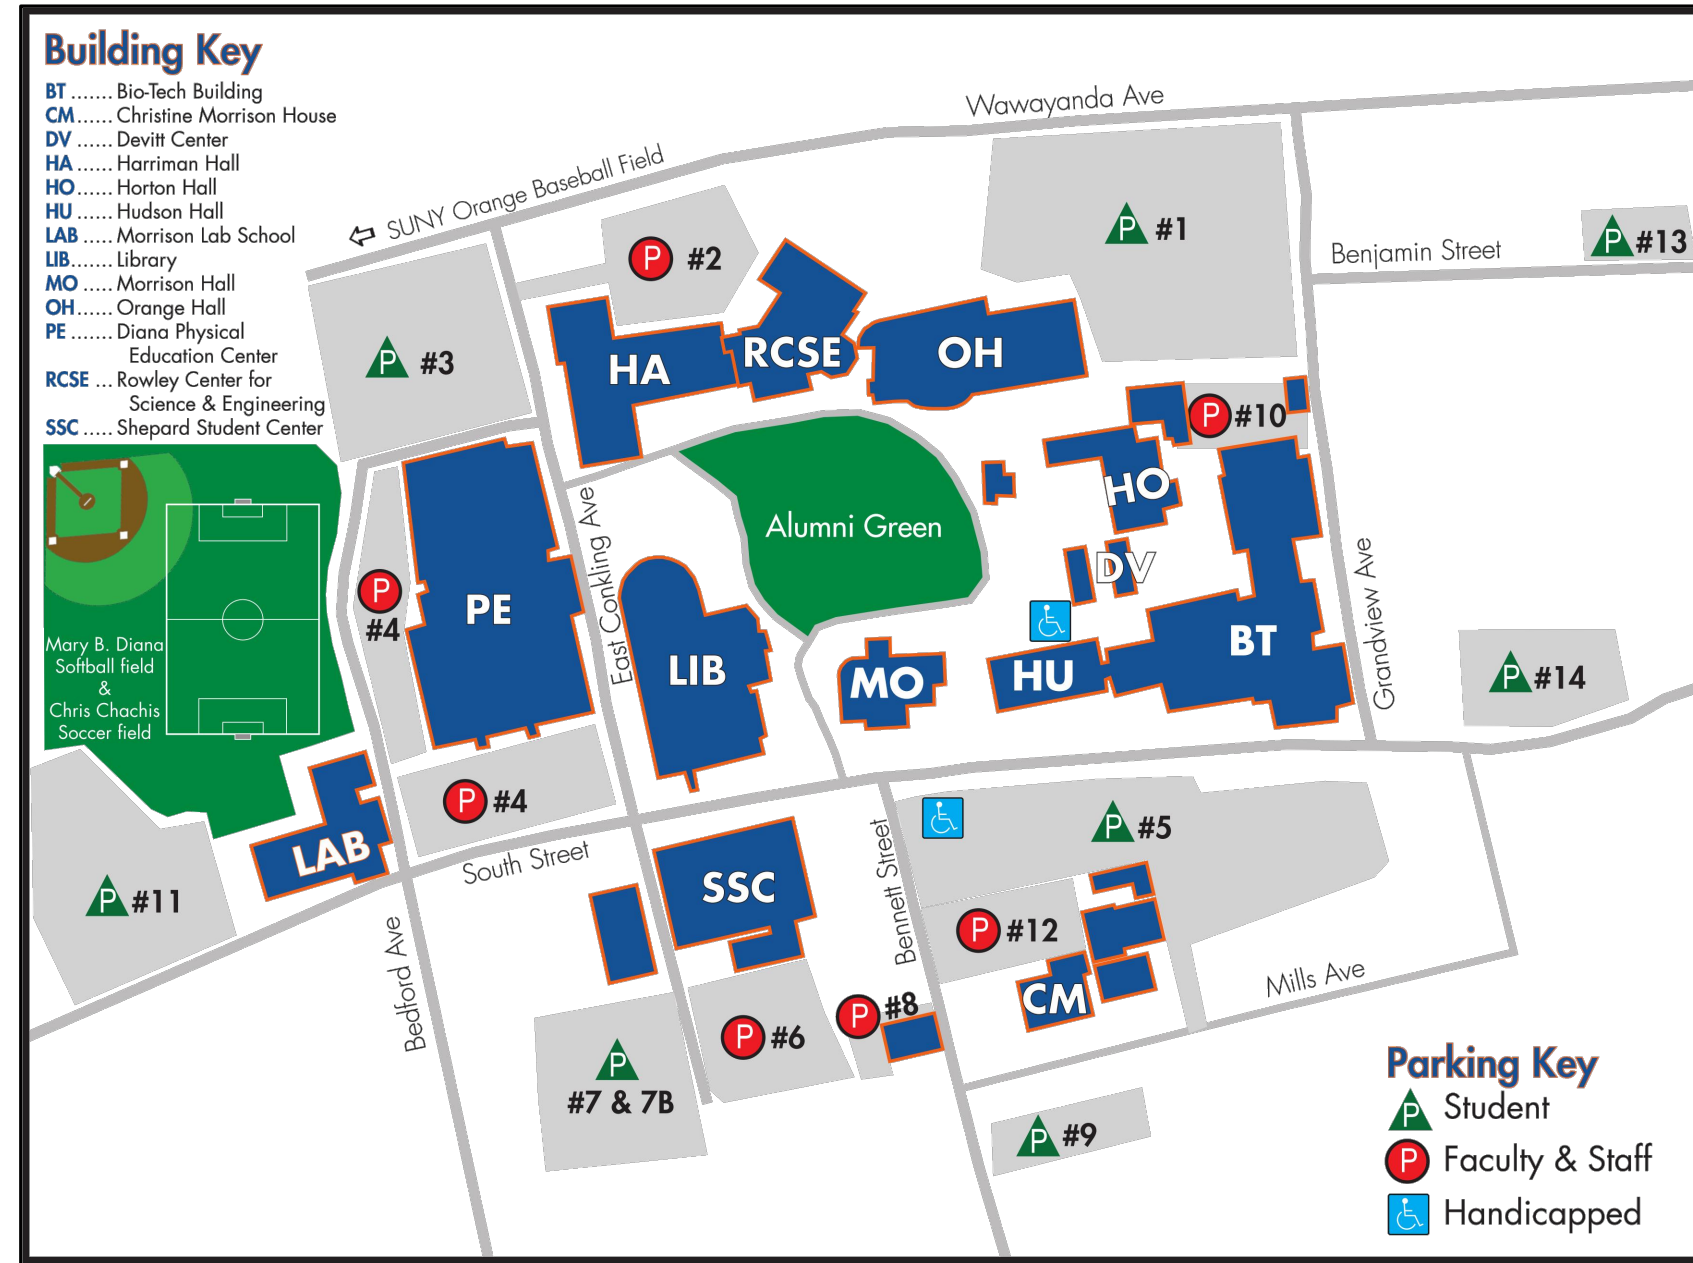 Building Key
BT ....... Bio-Tech Building
CM ...... Christine Morrison House
DV ...... Devitt Center
HA ...... Harriman Hall
HO ...... Horton Hall
HU ...... Hudson Hall
LAB ..... Morrison Lab School
LIB ....... Library
MO ..... Morrison Hall
OH ...... Orange Hall
PE ....... Diana Physical
Education Center
RCSE ... Rowley Center for
Science & Engineering
SSC ..... Shepard Student Center
Wawayanda Ave
SUNY Orange Baseball Field
P #1
P #2
P #3
Benjamin Street
P #13
HA
RCSE
OH
P #10
HO
Alumni Green
East Conkling Ave
Grandview Ave
DV
P
#4
PE
LIB
MO
HU
BT
P #14
Mary B. Diana
Softball field
&
Chris Chachis
Soccer field
P #4
P #5
LAB
South Street
SSC
Bennett Street
P #11
P #12
Bedford Ave
CM
Mills Ave
P #8
P #6
P
#7 & 7B
P #9
Parking Key
P Student
P Faculty & Staff
Handicapped